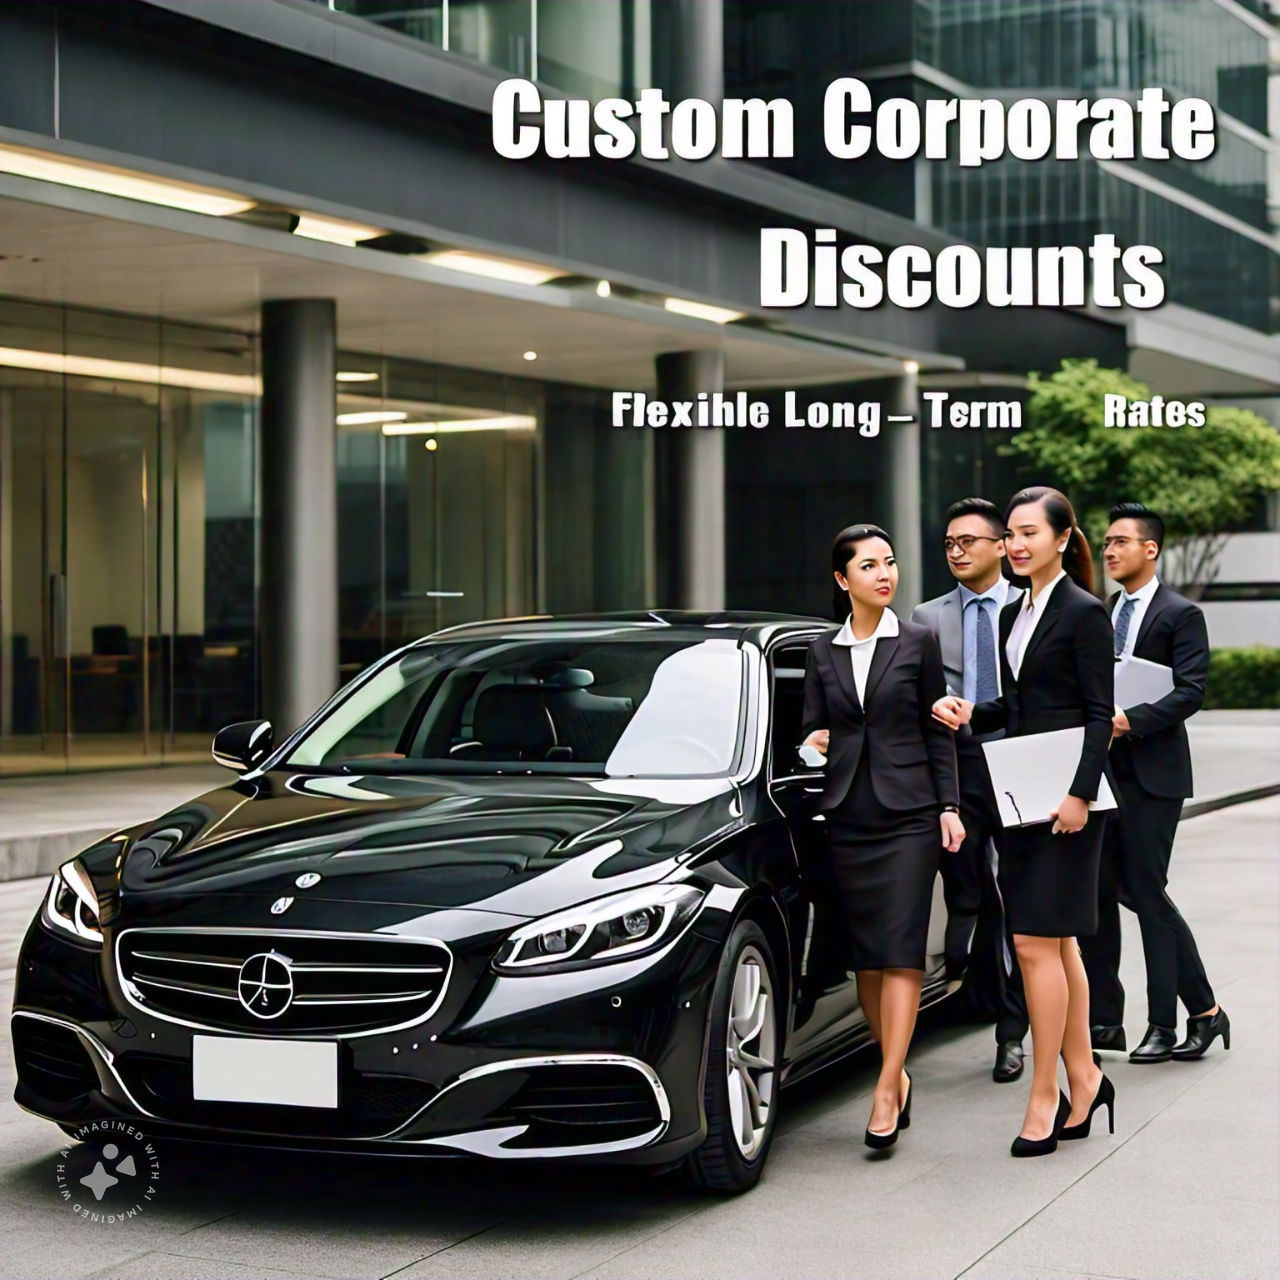 Custom Corporate
Discounts
Flexihle Long – Term Rates
IMAGINED WITH AI IMAGINED WITH AI